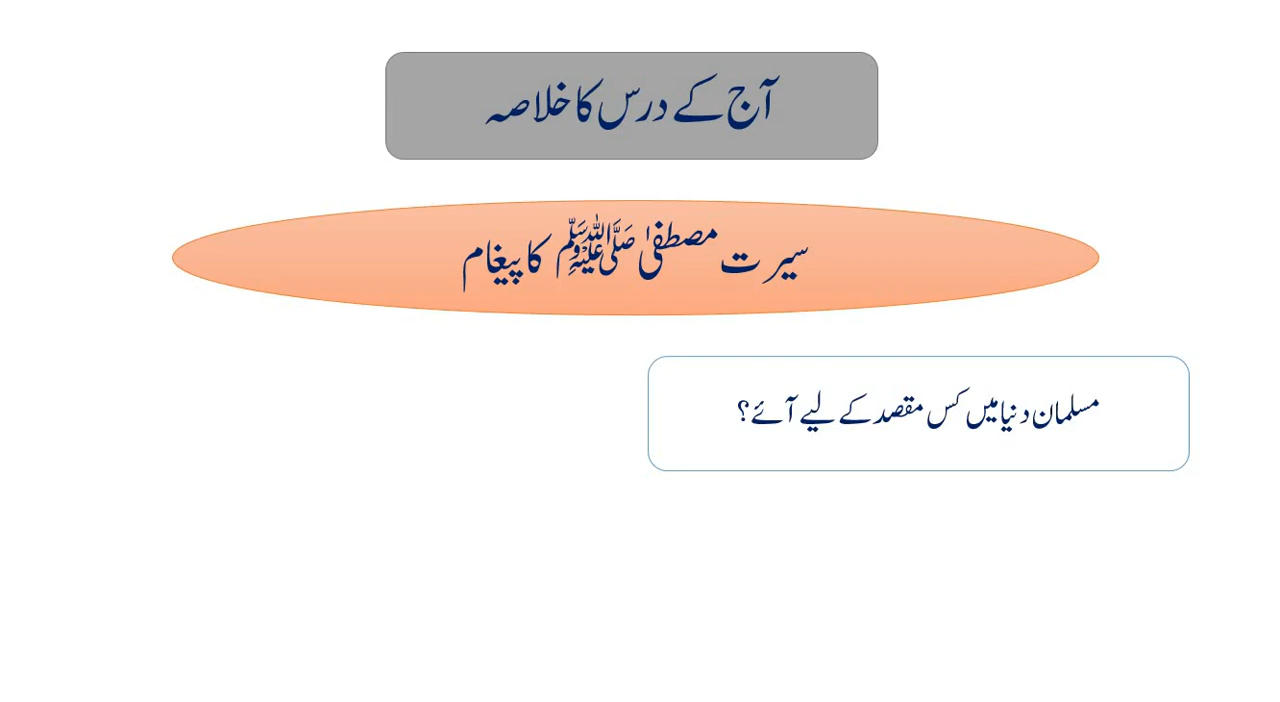 آج کے درس کا خلاصہ
سیرت مصطفیٰ ﷺ کا پیغام
مسلمان دنیا میں کس مقصد کے لیے آئے؟